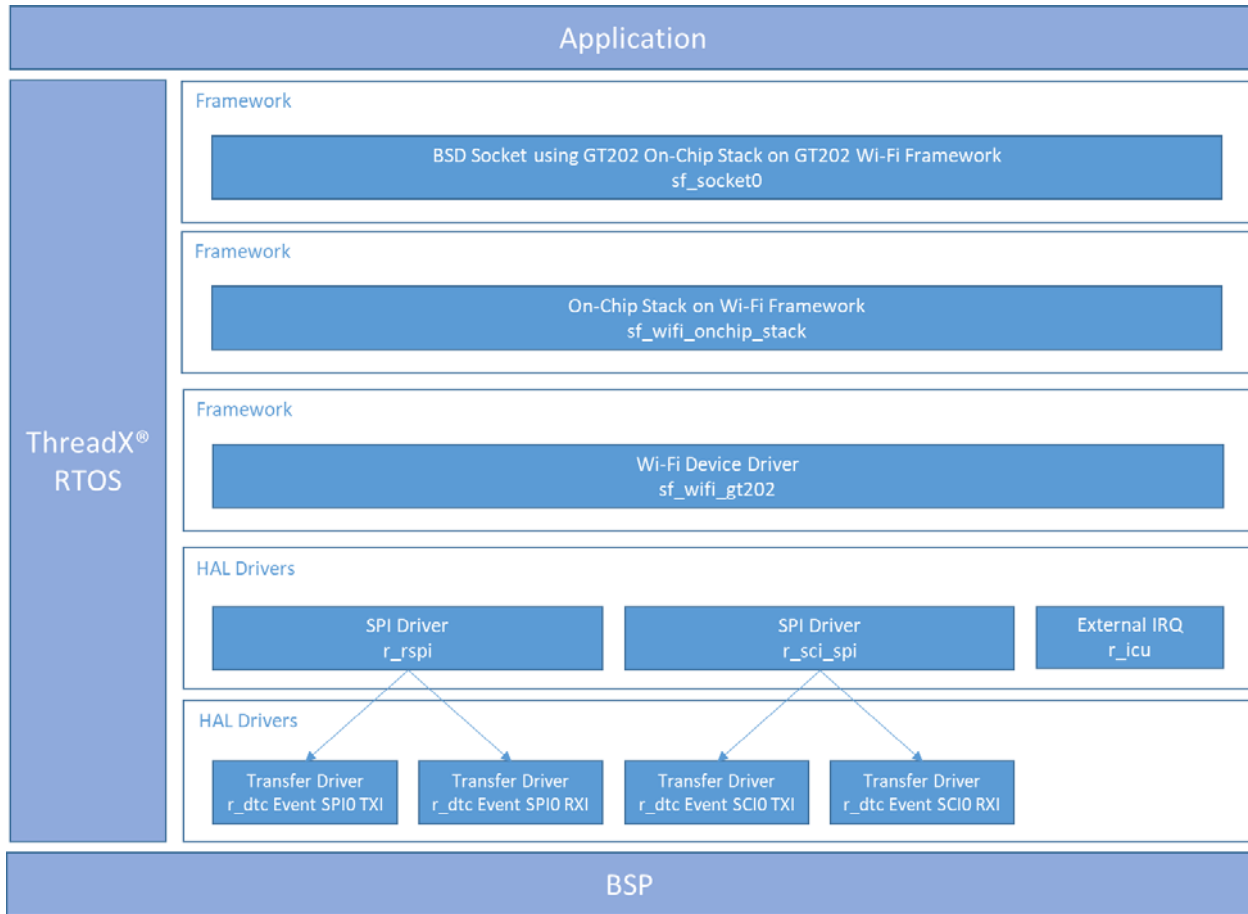 Application
ThreadX®
RTOS
Framework
BSD Socket using GT202 On-Chip Stack on GT202 Wi-Fi Framework
sf_socket0
Framework
On-Chip Stack on Wi-Fi Framework
sf_wifi_onchip_stack
Framework
Wi-Fi Device Driver
sf_wifi_gt202
HAL Drivers
SPI Driver
r_rspi
SPI Driver
r_sci_spi
External IRQ
r_icu
HAL Drivers
Transfer Driver
r_dtc Event SPI0 TXI
Transfer Driver
r_dtc Event SPI0 RXI
Transfer Driver
r_dtc Event SCI0 TXI
Transfer Driver
r_dtc Event SCI0 RXI
BSP